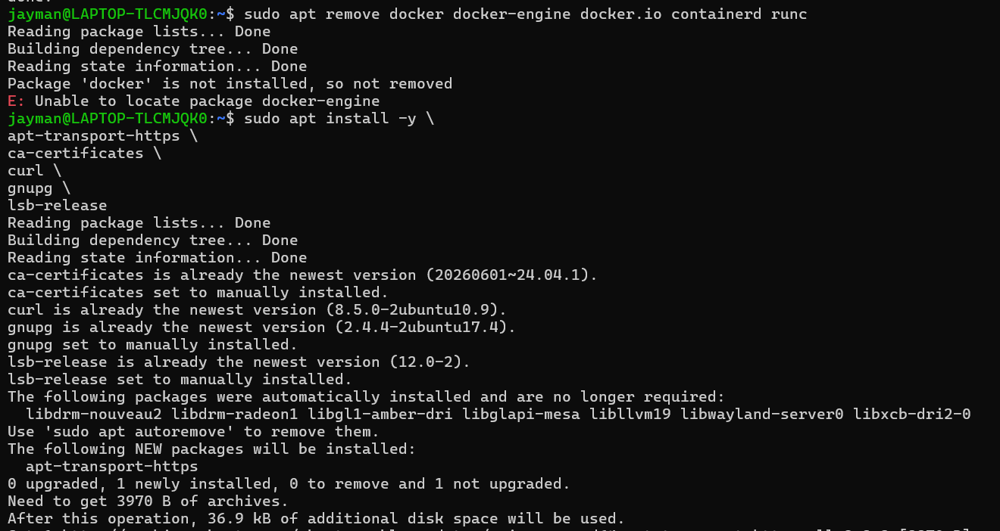 done.
jayman@LAPTOP-TLCMJQK0:~$ sudo apt remove docker docker-engine docker.io containerd runc
Reading package lists... Done
Building dependency tree... Done
Reading state information... Done
Package 'docker' is not installed, so not removed
E: Unable to locate package docker-engine
jayman@LAPTOP-TLCMJQK0:~$ sudo apt install -y \
apt-transport-https \
ca-certificates \
curl \
gnupg \
lsb-release
Reading package lists... Done
Building dependency tree... Done
Reading state information... Done
ca-certificates is already the newest version (20260601~24.04.1).
ca-certificates set to manually installed.
curl is already the newest version (8.5.0-2ubuntu10.9).
gnupg is already the newest version (2.4.4-2ubuntu17.4).
gnupg set to manually installed.
lsb-release is already the newest version (12.0-2).
lsb-release set to manually installed.
The following packages were automatically installed and are no longer required:
  libdrm-nouveau2 libdrm-radeon1 libgl1-amber-dri libglapi-mesa libllvm19 libwayland-server0 libxcb-dri2-0
Use 'sudo apt autoremove' to remove them.
The following NEW packages will be installed:
  apt-transport-https
0 upgraded, 1 newly installed, 0 to remove and 1 not upgraded.
Need to get 3970 B of archives.
After this operation, 36.9 kB of additional disk space will be used.